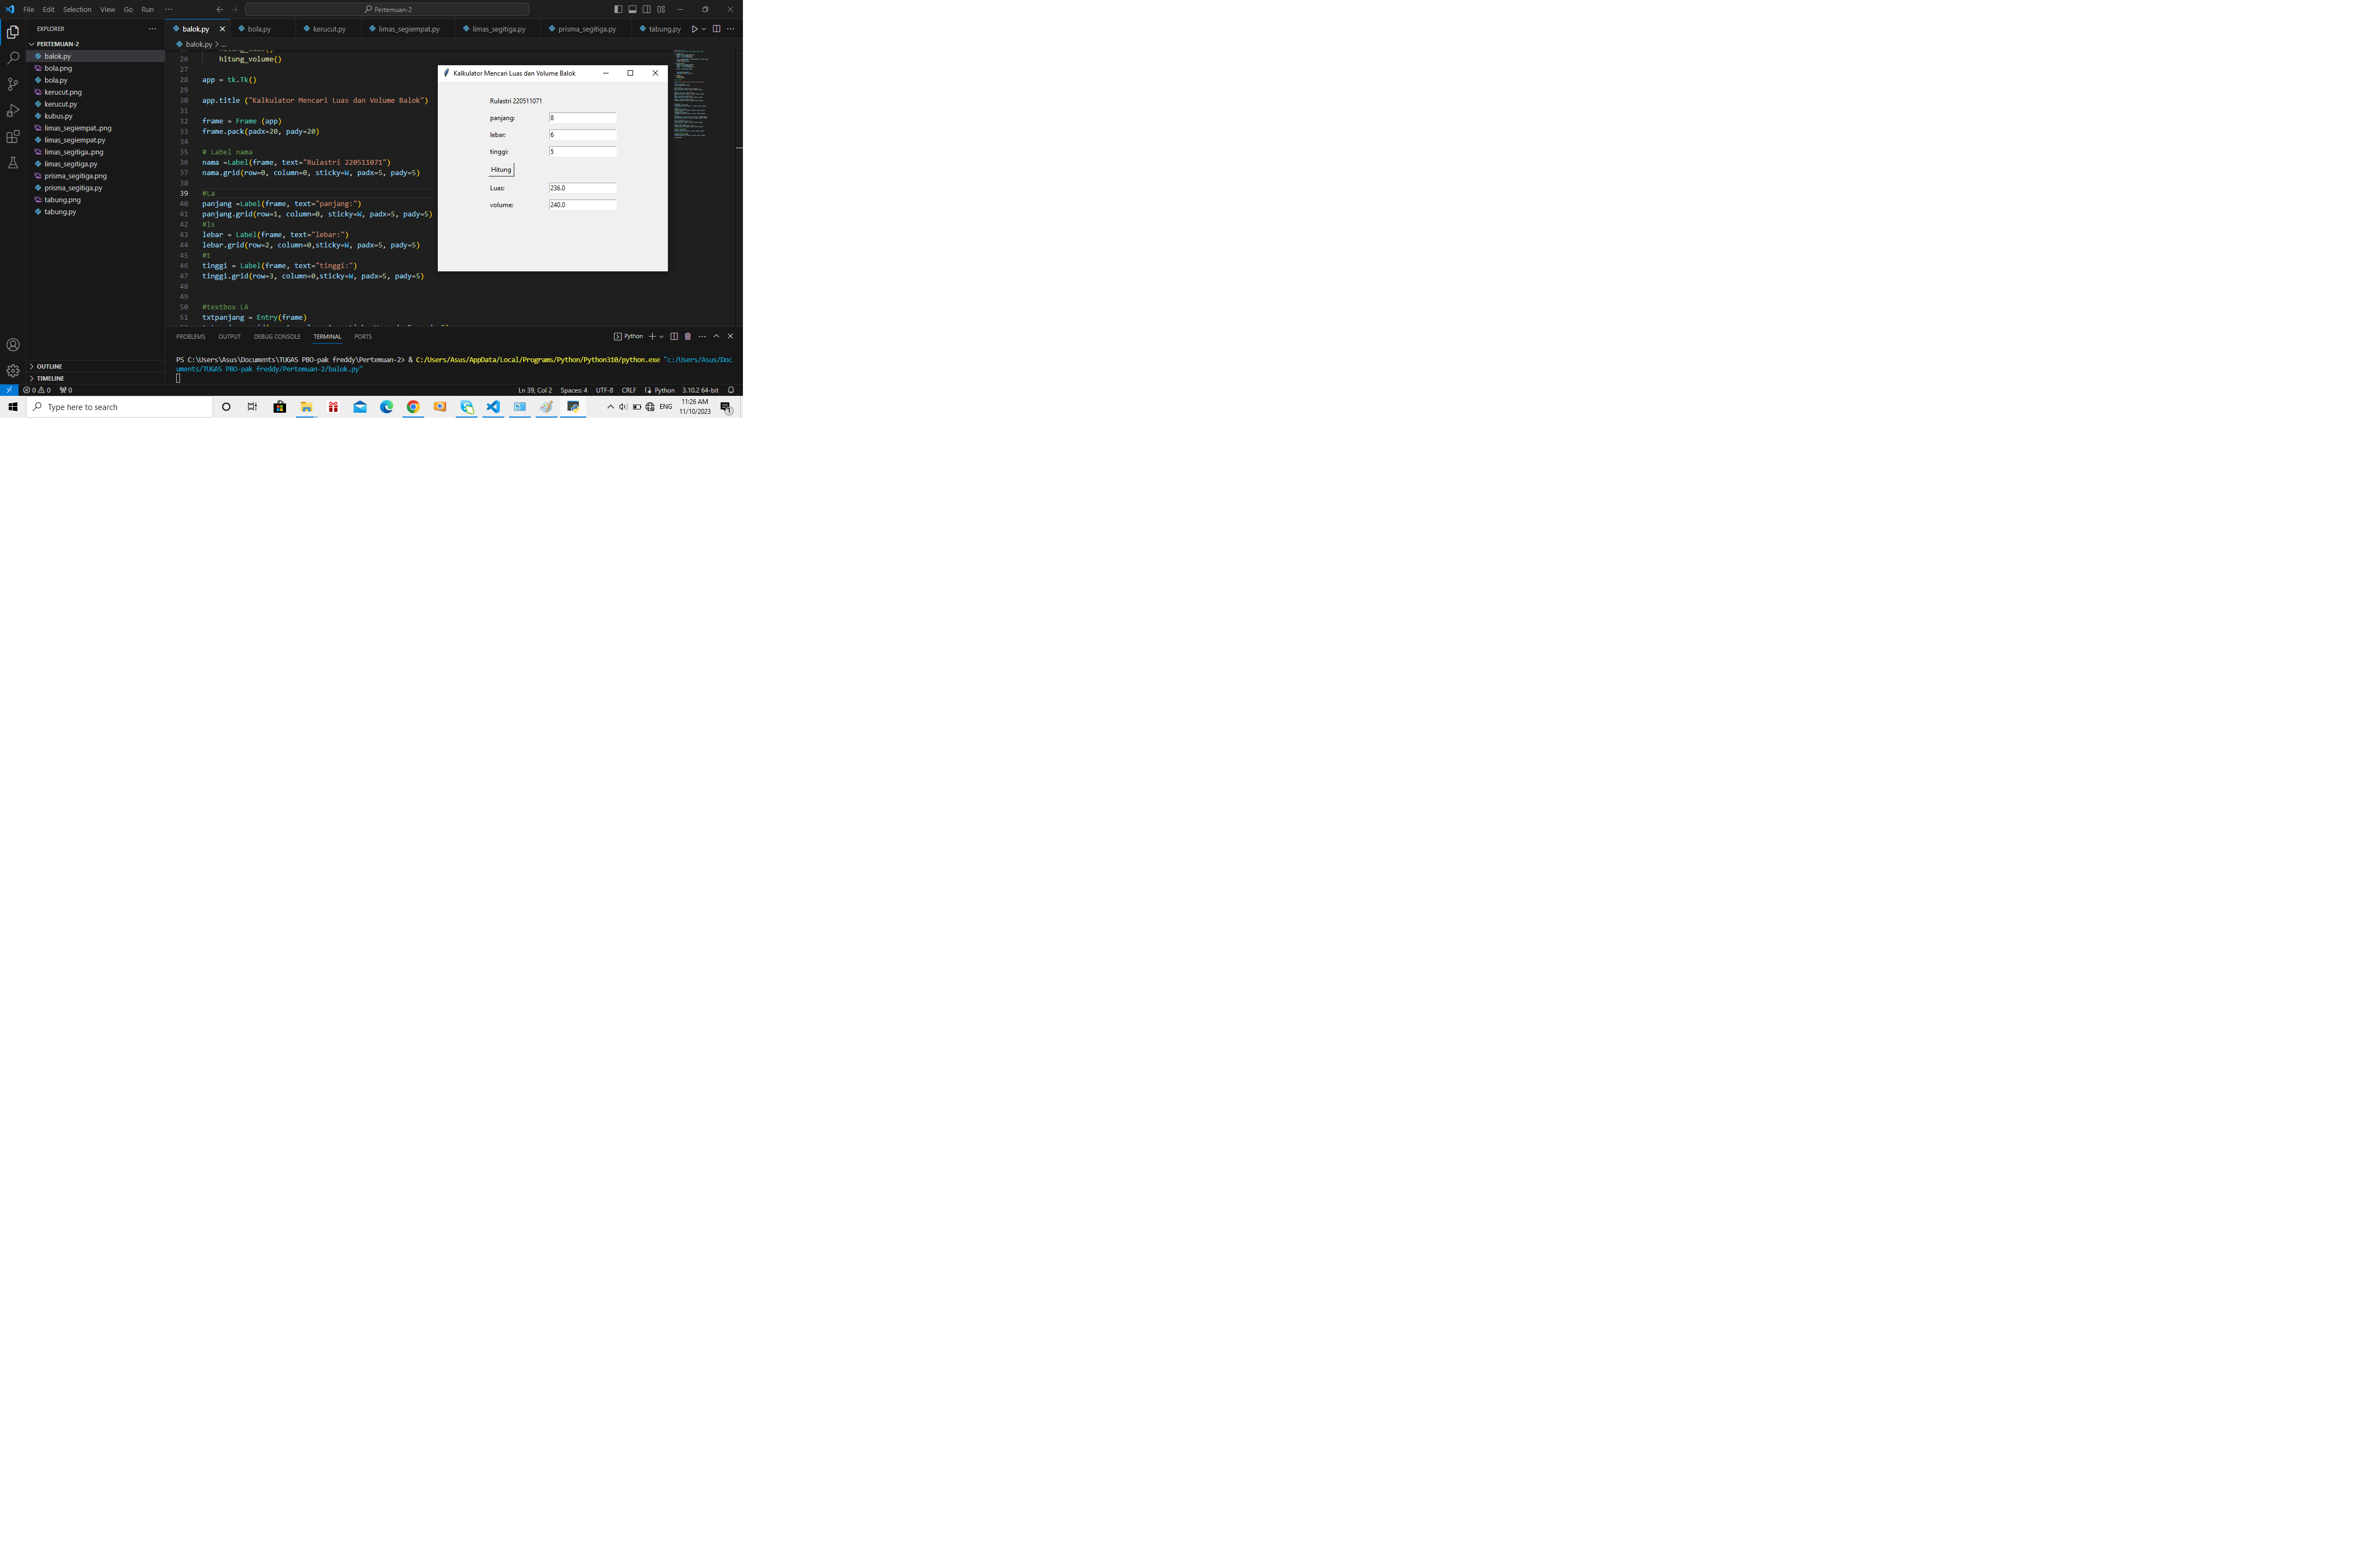 File Edit Selection View Go Run ···
Pertemuan-2
EXPLORER
PERTEMUAN-2
balok.py
bola.png
bola.py
kerucut.png
kerucut.py
kubus.py
limas_segiempat..png
limas_segiempat.py
limas_segitiga..png
limas_segitiga.py
prisma_segitiga.png
prisma_segitiga.py
tabung.png
tabung.py
OUTLINE
TIMELINE
balok.py bola.py kerucut.py limas_segiempat.py limas_segitiga.py prisma_segitiga.py tabung.py
balok.py > ...
26 hitung_volume()
27
28 app = tk.Tk()
29
30 app.title ("Kalkulator Mencari Luas dan Volume Balok")
31
32 frame = Frame (app)
33 frame.pack(padx=20, pady=20)
34
35 # Label nama
36 nama =Label(frame, text="Rulastri 220511071")
37 nama.grid(row=0, column=0, sticky=W, padx=5, pady=5)
38
39 #La
40 panjang =Label(frame, text="panjang:")
41 panjang.grid(row=1, column=0, sticky=W, padx=5, pady=5)
42 #ls
43 lebar = Label(frame, text="lebar:")
44 lebar.grid(row=2, column=0,sticky=W, padx=5, pady=5)
45 #t
46 tinggi = Label(frame, text="tinggi:")
47 tinggi.grid(row=3, column=0,sticky=W, padx=5, pady=5)
48
49
50 #textbox LA
51 txtpanjang = Entry(frame)
Kalkulator Mencari Luas dan Volume Balok
Rulastri 220511071
panjang: 8
lebar: 6
tinggi: 5
Hitung
Luas: 236.0
volume: 240.0
PROBLEMS OUTPUT DEBUG CONSOLE TERMINAL PORTS
Python
PS C:\Users\Asus\Documents\TUGAS PBO-pak freddy\Pertemuan-2> & C:/Users/Asus/AppData/Local/Programs/Python/Python310/python.exe "c:/Users/Asus/Doc
uments/TUGAS PBO-pak freddy/Pertemuan-2/balok.py"
0 0 0 Ln 39, Col 2 Spaces: 4 UTF-8 CRLF Python 3.10.2 64-bit
Type here to search
ENG
11:26 AM
11/10/2023
1